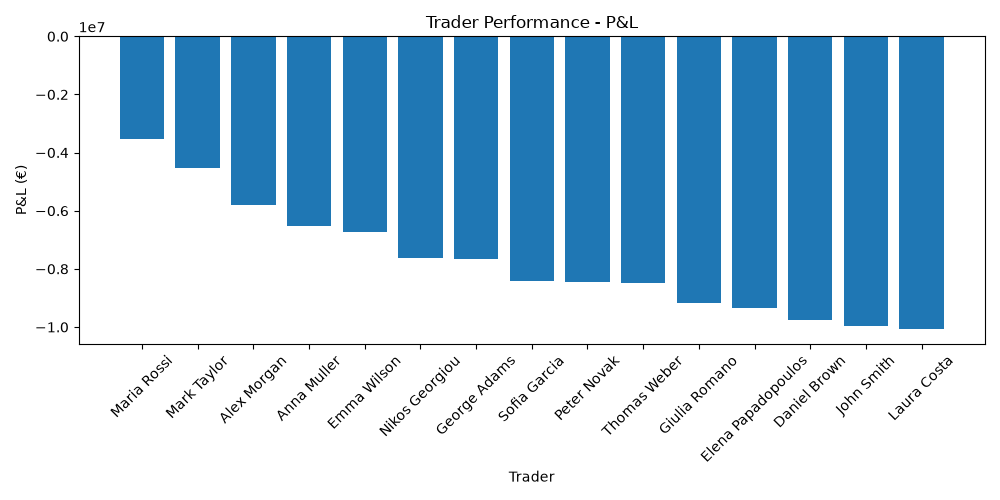 Trader Performance - P&L
1e7
0.0
−0.2
−0.4
−0.6
−0.8
−1.0
P&L (€)
Maria Rossi
Mark Taylor
Alex Morgan
Anna Muller
Emma Wilson
Nikos Georgiou
George Adams
Sofia Garcia
Peter Novak
Thomas Weber
Giulia Romano
Elena Papadopoulos
Daniel Brown
John Smith
Laura Costa
Trader